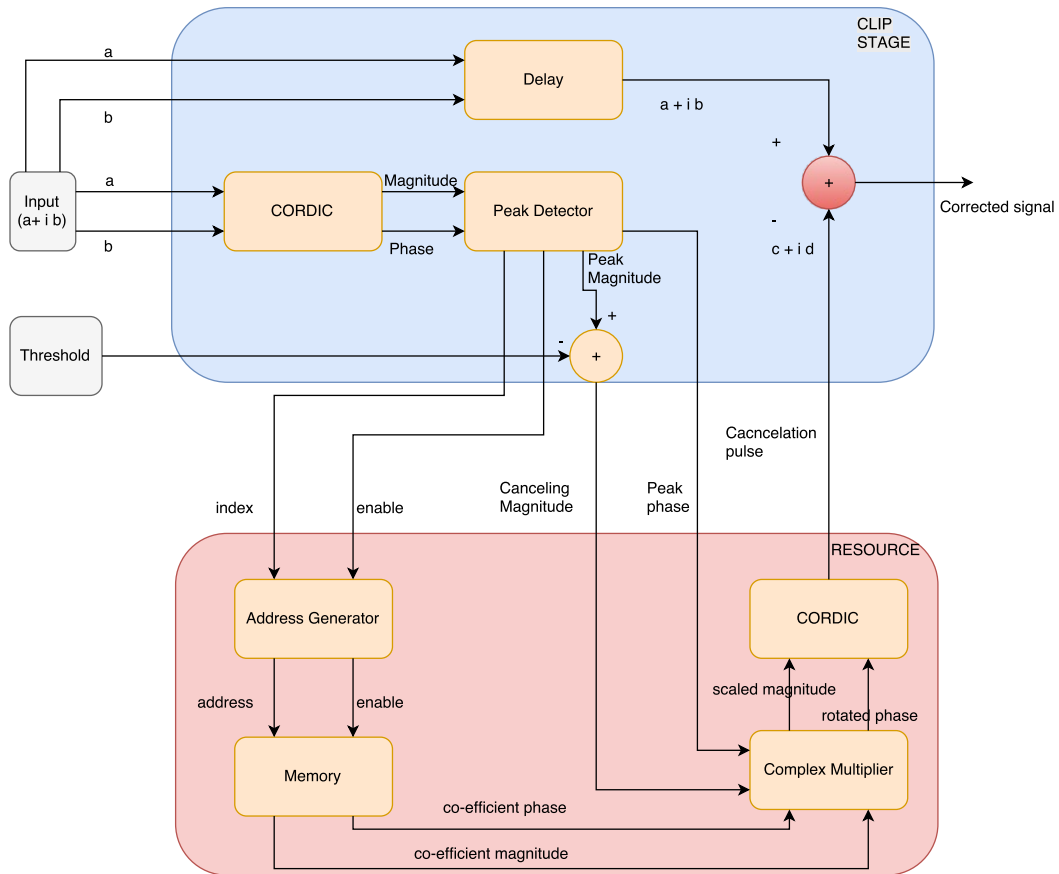 CLIP
STAGE
a
Delay
a + i b
b
+
Input
(a+ i b)
a
CORDIC
Magnitude
Peak Detector
+
Corrected signal
b
Phase
-
c + i d
Peak
Magnitude
+
Threshold
-
+
Cacncelation
pulse
index
enable
Canceling
Magnitude
Peak
phase
RESOURCE
Address Generator
CORDIC
address
enable
scaled magnitude
rotated phase
Memory
Complex Multiplier
co-efficient phase
co-efficient magnitude